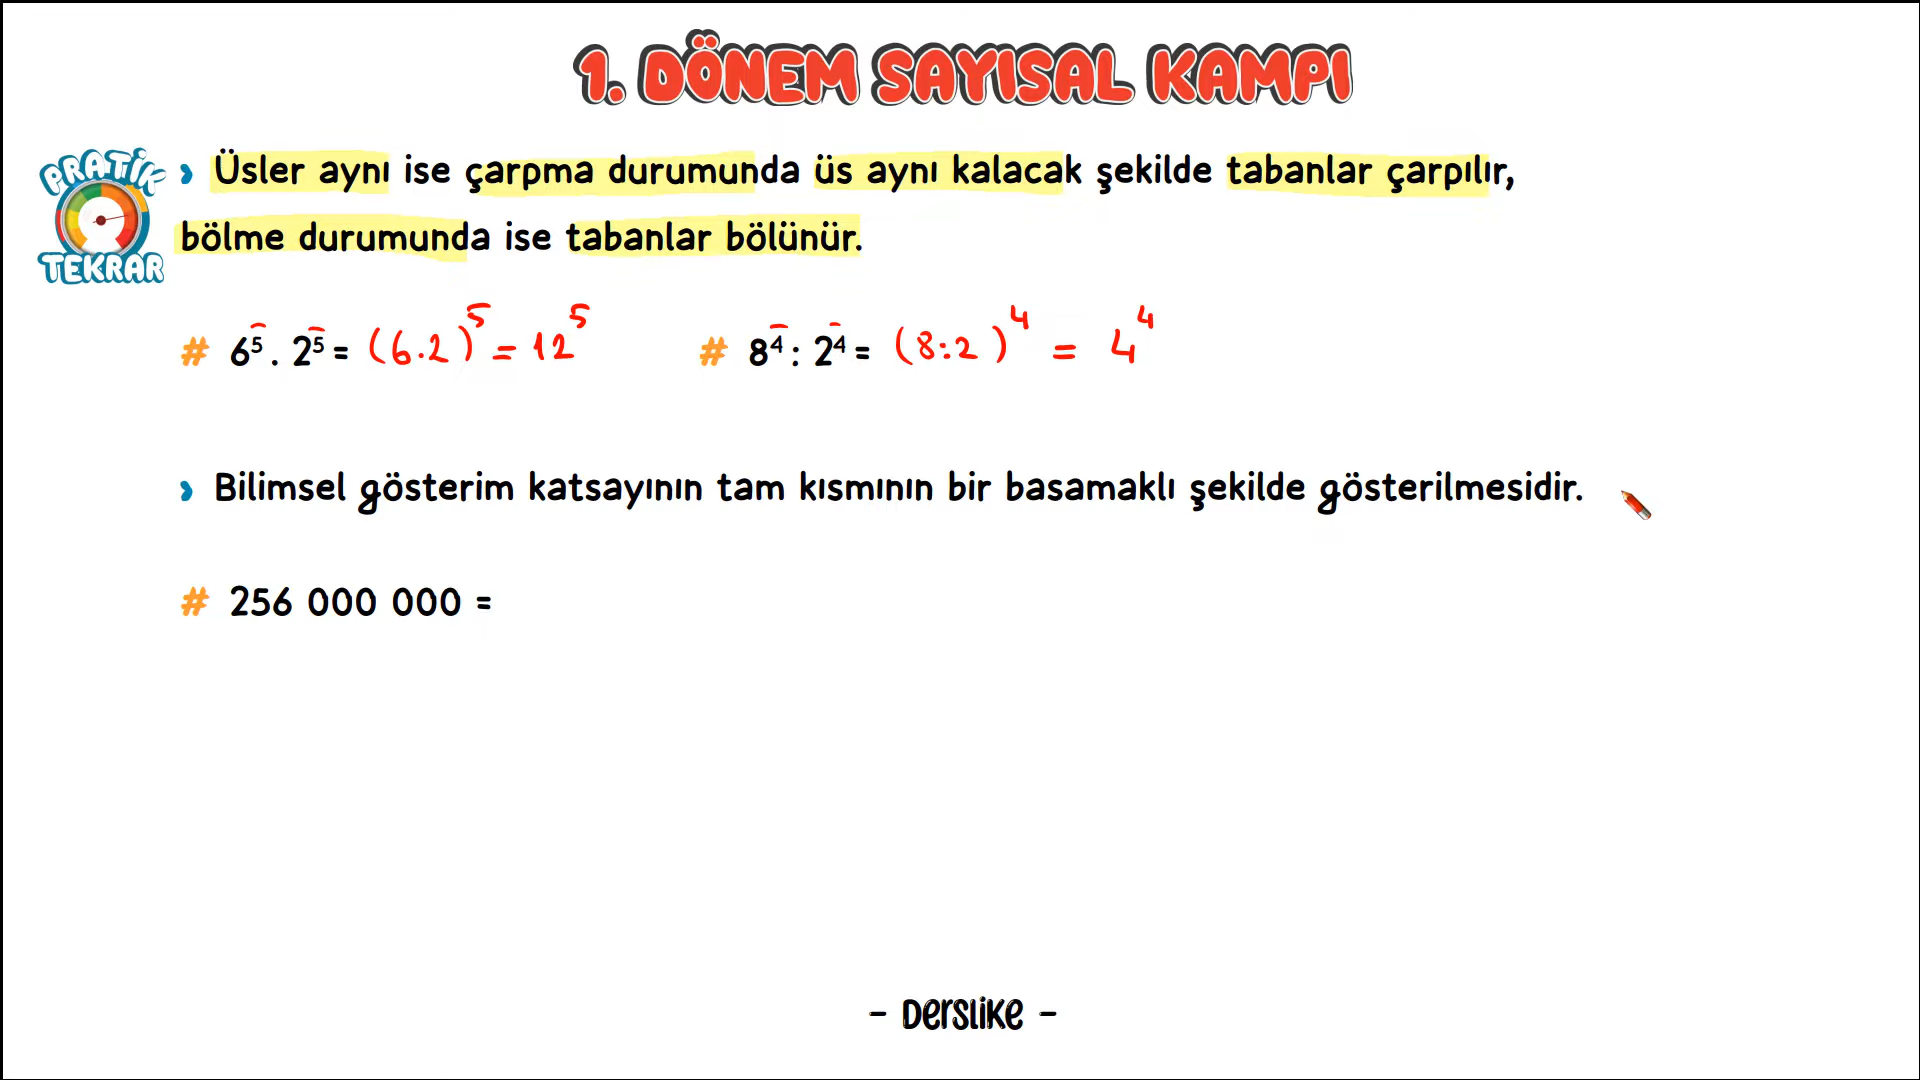 1. DÖNEM SAYISAL KAMPI
PRATİK
TEKRAR
› Üsler aynı ise çarpma durumunda üs aynı kalacak şekilde tabanlar çarpılır,
bölme durumunda ise tabanlar bölünür.
# 6⁵ . 2⁵ = (6.2)⁵ = 12⁵
# 8⁴ : 2⁴ = (8:2)⁴ = 4⁴
› Bilimsel gösterim katsayının tam kısmının bir basamaklı şekilde gösterilmesidir.
# 256 000 000 =
- Derslike -